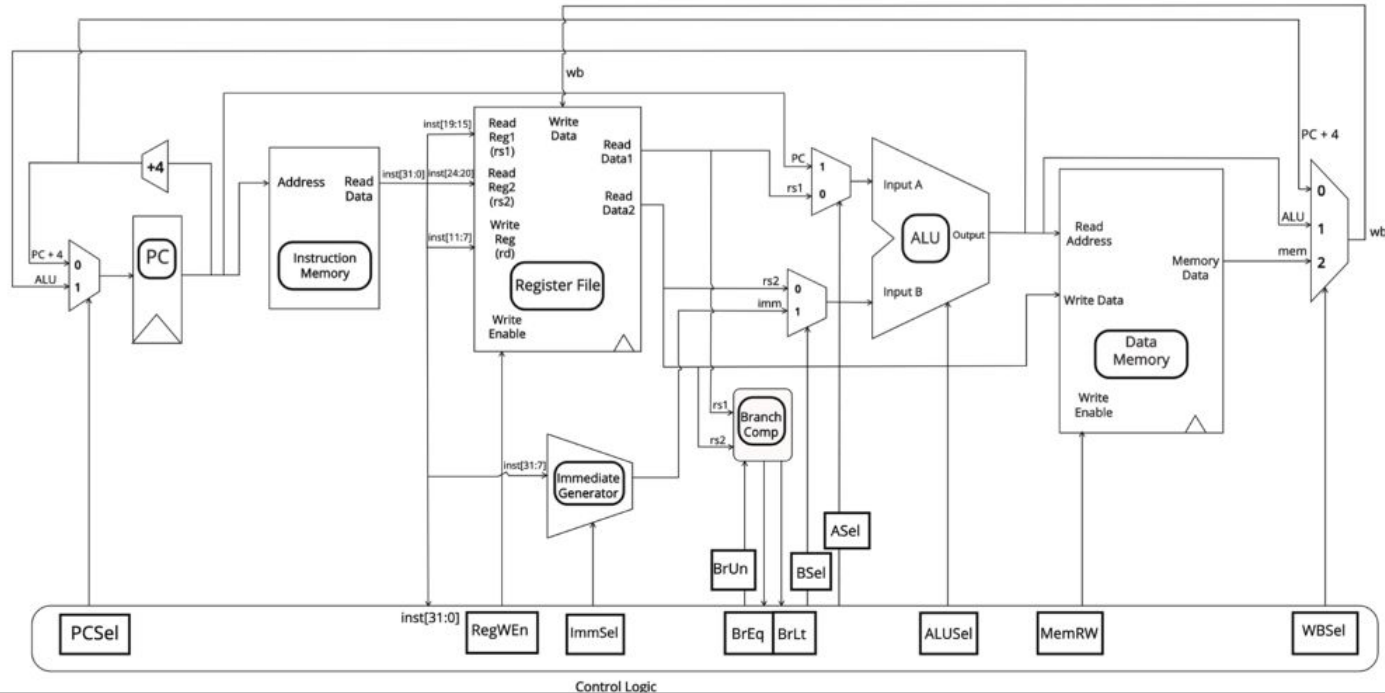 wb
PC + 4
+4
PC + 4
0
ALU
1
PC
Address
Read
Data
Instruction
Memory
inst[31:0]
inst[19:15]
inst[24:20]
inst[11:7]
Read
Reg1
(rs1)
Read
Reg2
(rs2)
Write
Reg
(rd)
Write
Data
Read
Data1
Read
Data2
Register File
Write
Enable
PC
1
rs1
0
rs2
0
imm
1
Input A
ALU
Output
Input B
Read
Address
Memory
Data
Write Data
Data
Memory
Write
Enable
0
ALU
1
mem
2
wb
inst[31:7]
Immediate
Generator
rs1
rs2
Branch
Comp
ASel
BrUn
BSel
inst[31:0]
PCSel
RegWEn
ImmSel
BrEq
BrLt
ALUSel
MemRW
WBSel
Control Logic